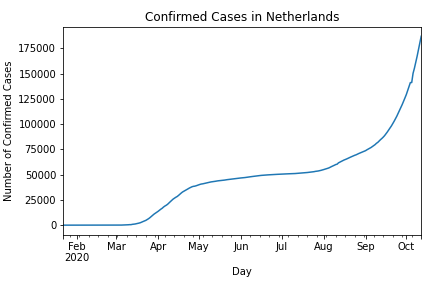 Confirmed Cases in Netherlands
Number of Confirmed Cases
175000
150000
125000
100000
75000
50000
25000
0
Feb Mar Apr May Jun Jul Aug Sep Oct
2020
Day